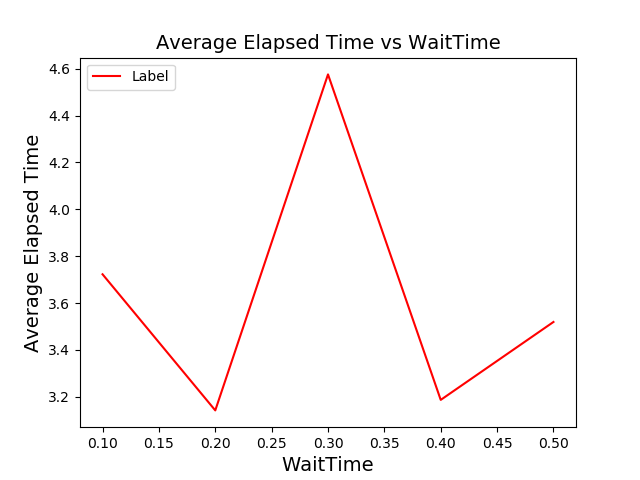 Average Elapsed Time vs WaitTime
Label
Average Elapsed Time
4.6
4.4
4.2
4.0
3.8
3.6
3.4
3.2
0.10 0.15 0.20 0.25 0.30 0.35 0.40 0.45 0.50
WaitTime